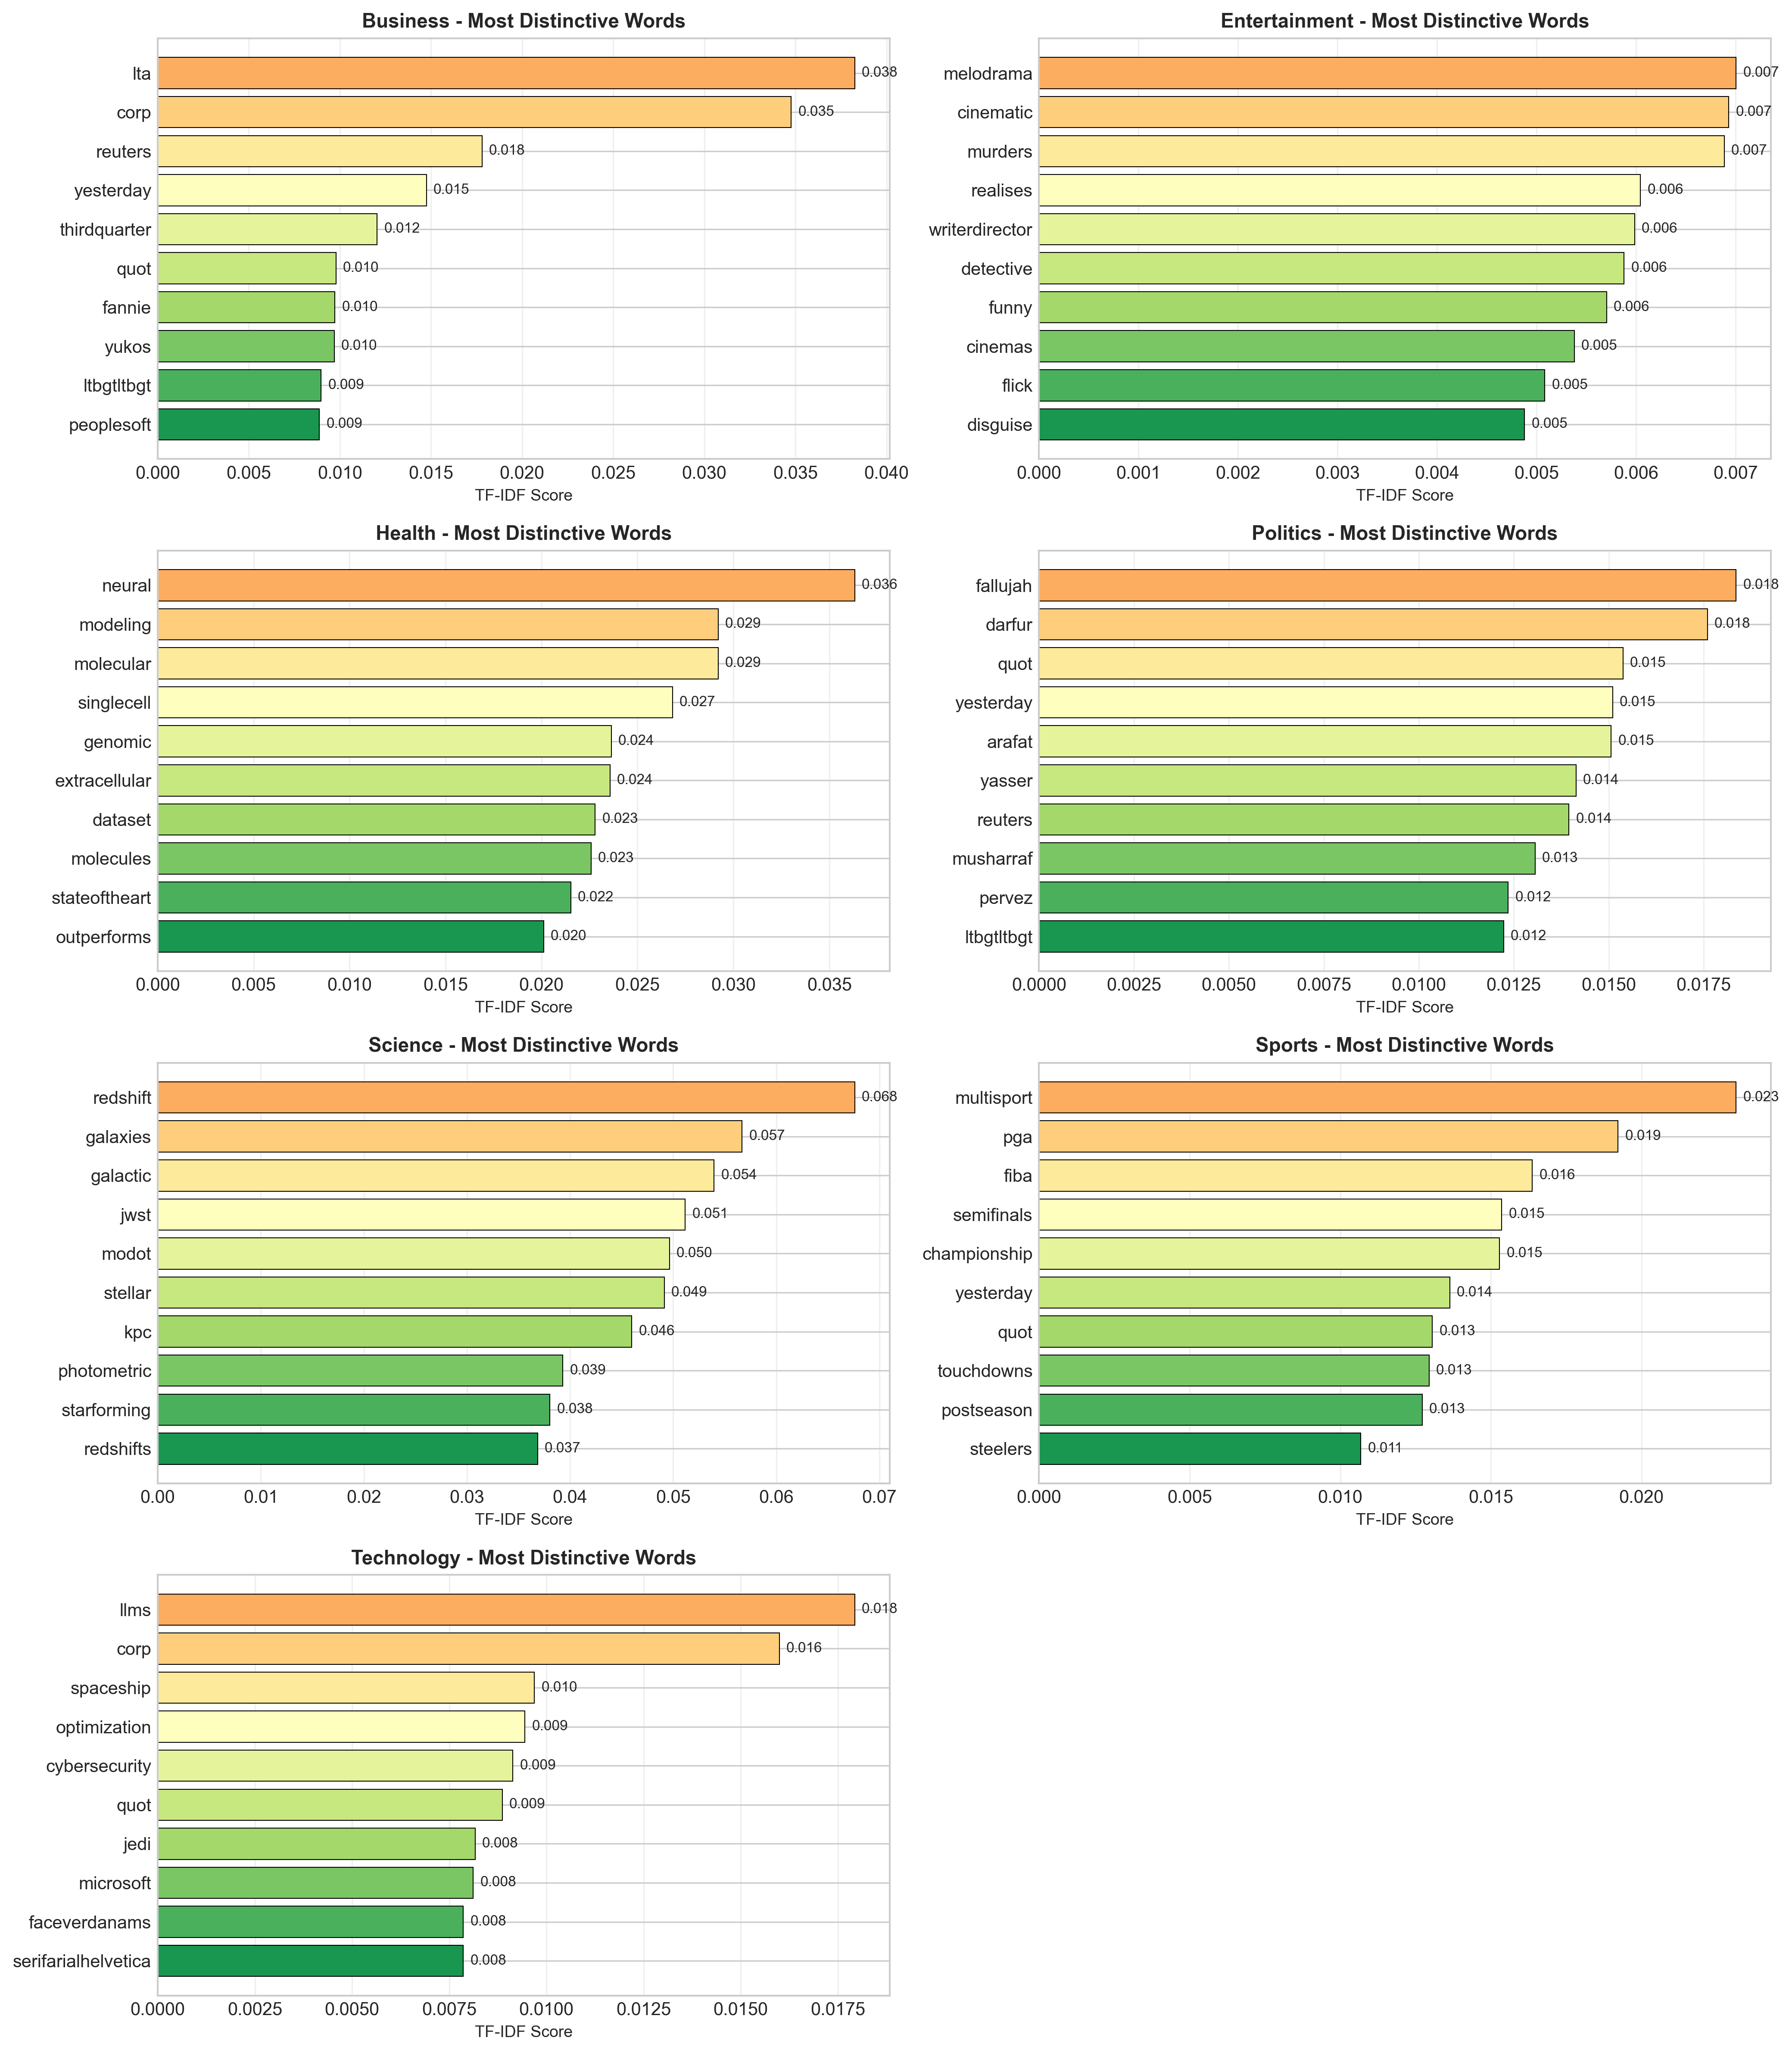 Business - Most Distinctive Words
lta 0.038
corp 0.035
reuters 0.018
yesterday 0.015
thirdquarter 0.012
quot 0.010
fannie 0.010
yukos 0.010
ltbgtltbgt 0.009
peoplesoft 0.009
0.000 0.005 0.010 0.015 0.020 0.025 0.030 0.035 0.040
TF-IDF Score
Entertainment - Most Distinctive Words
melodrama 0.007
cinematic 0.007
murders 0.007
realises 0.006
writerdirector 0.006
detective 0.006
funny 0.006
cinemas 0.005
flick 0.005
disguise 0.005
0.000 0.001 0.002 0.003 0.004 0.005 0.006 0.007
TF-IDF Score
Health - Most Distinctive Words
neural 0.036
modeling 0.029
molecular 0.029
singlecell 0.027
genomic 0.024
extracellular 0.024
dataset 0.023
molecules 0.023
stateoftheart 0.022
outperforms 0.020
0.000 0.005 0.010 0.015 0.020 0.025 0.030 0.035
TF-IDF Score
Politics - Most Distinctive Words
fallujah 0.018
darfur 0.018
quot 0.015
yesterday 0.015
arafat 0.015
yasser 0.014
reuters 0.014
musharraf 0.013
pervez 0.012
ltbgtltbgt 0.012
0.0000 0.0025 0.0050 0.0075 0.0100 0.0125 0.0150 0.0175
TF-IDF Score
Science - Most Distinctive Words
redshift 0.068
galaxies 0.057
galactic 0.054
jwst 0.051
modot 0.050
stellar 0.049
kpc 0.046
photometric 0.039
starforming 0.038
redshifts 0.037
0.00 0.01 0.02 0.03 0.04 0.05 0.06 0.07
TF-IDF Score
Sports - Most Distinctive Words
multisport 0.023
pga 0.019
fiba 0.016
semifinals 0.015
championship 0.015
yesterday 0.014
quot 0.013
touchdowns 0.013
postseason 0.013
steelers 0.011
0.000 0.005 0.010 0.015 0.020
TF-IDF Score
Technology - Most Distinctive Words
llms 0.018
corp 0.016
spaceship 0.010
optimization 0.009
cybersecurity 0.009
quot 0.009
jedi 0.008
microsoft 0.008
faceverdanams 0.008
serifarialhelvetica 0.008
0.0000 0.0025 0.0050 0.0075 0.0100 0.0125 0.0150 0.0175
TF-IDF Score